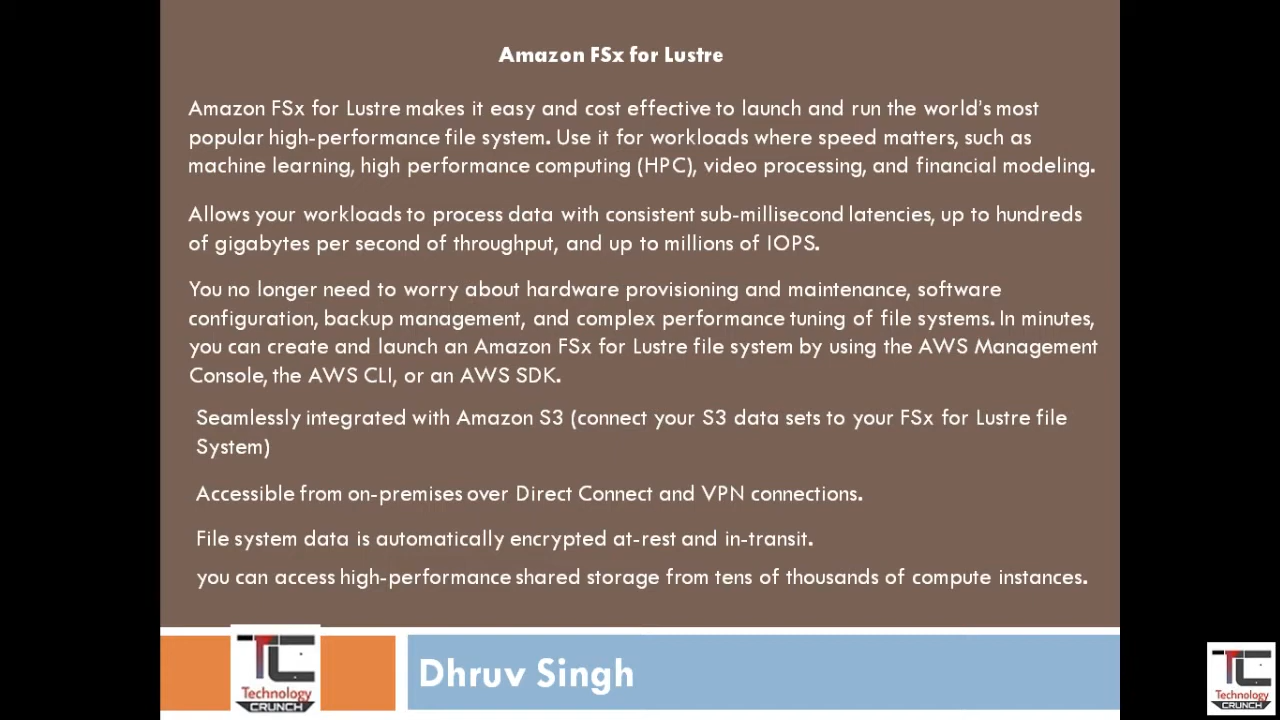 Amazon FSx for Lustre
Amazon FSx for Lustre makes it easy and cost effective to launch and run the world's most
popular high-performance file system. Use it for workloads where speed matters, such as
machine learning, high performance computing (HPC), video processing, and financial modeling.
Allows your workloads to process data with consistent sub-millisecond latencies, up to hundreds
of gigabytes per second of throughput, and up to millions of IOPS.
You no longer need to worry about hardware provisioning and maintenance, software
configuration, backup management, and complex performance tuning of file systems. In minutes,
you can create and launch an Amazon FSx for Lustre file system by using the AWS Management
Console, the AWS CLI, or an AWS SDK.
Seamlessly integrated with Amazon S3 (connect your S3 data sets to your FSx for Lustre file
System)
Accessible from on-premises over Direct Connect and VPN connections.
File system data is automatically encrypted at-rest and in-transit.
you can access high-performance shared storage from tens of thousands of compute instances.
TC
Technology
CRUNCH
Dhruv Singh
TC
Technology
CRUNCH